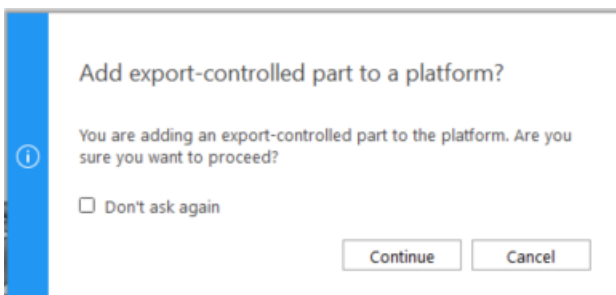 Add export-controlled part to a platform?
You are adding an export-controlled part to the platform. Are you
sure you want to proceed?
Don't ask again
Continue Cancel